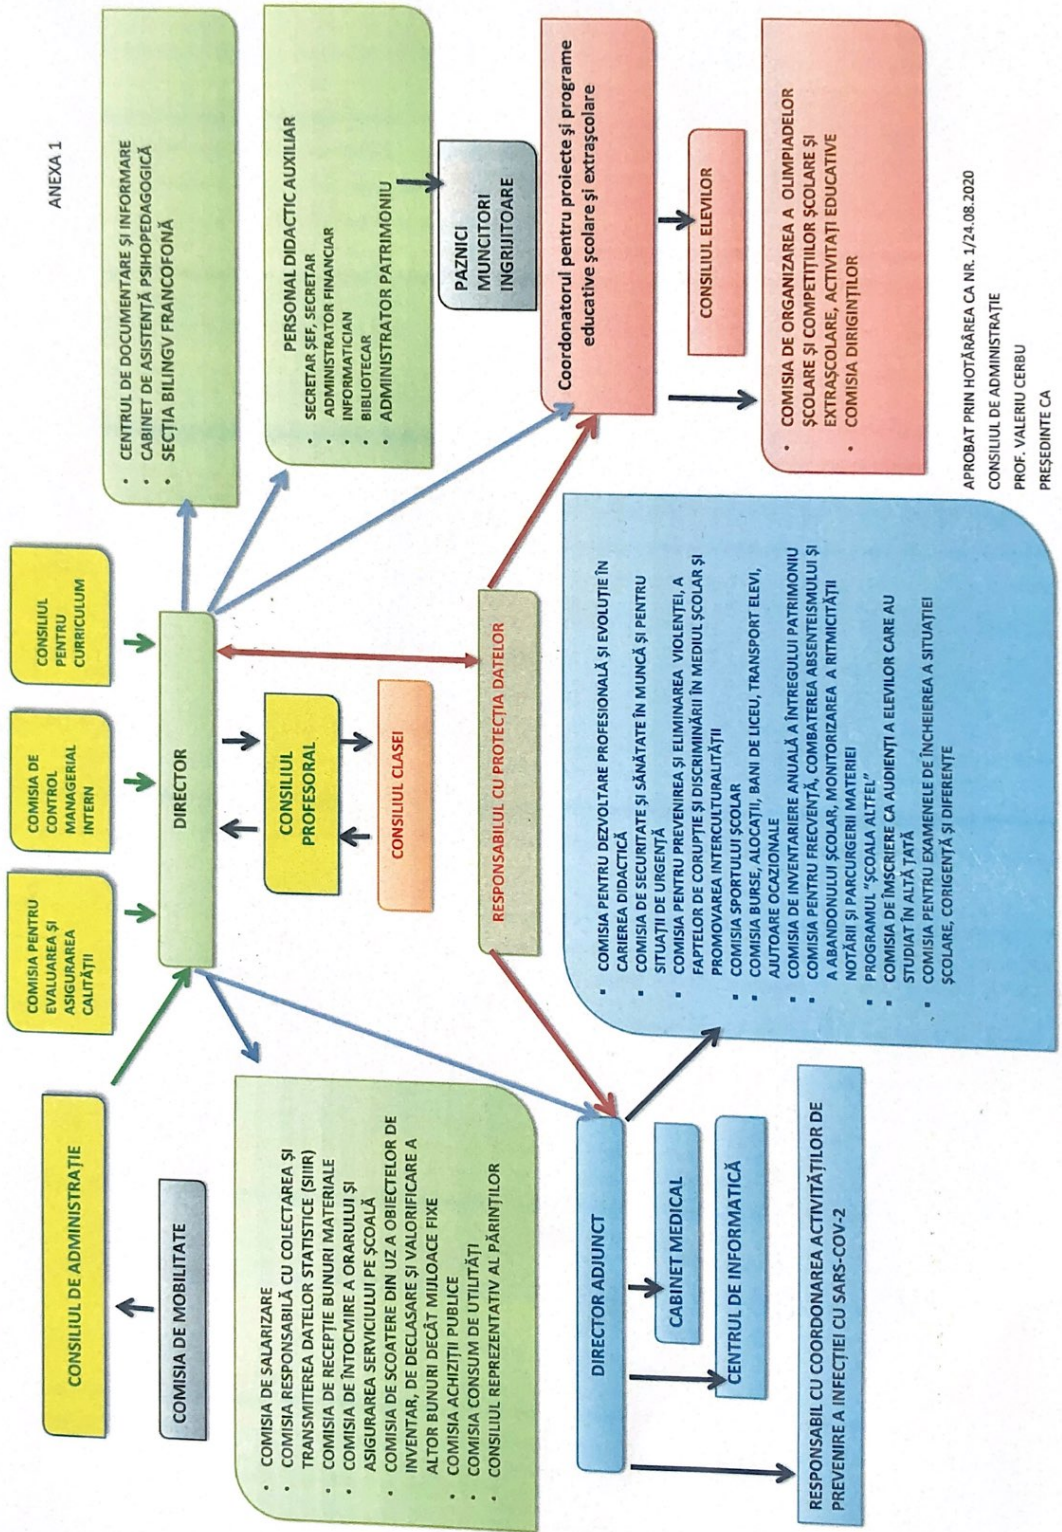 ANEXA 1
CONSILIUL DE ADMINISTRAȚIE
COMISIA DE MOBILITATE
COMISIA PENTRU
EVALUAREA ȘI
ASIGURAREA
CALITĂȚII
COMISIA DE
CONTROL
MANAGERIAL
INTERN
CONSILIUL
PENTRU
CURRICULUM
DIRECTOR
CONSILIUL
PROFESORAL
CONSILIUL CLASEI
• CENTRUL DE DOCUMENTARE ȘI INFORMARE
• CABINET DE ASISTENȚĂ PSIHOPEDAGOGICĂ
• SECȚIA BILINGV FRANCOFONĂ
PERSONAL DIDACTIC AUXILIAR
• SECRETAR ȘEF, SECRETAR
• ADMINISTRATOR FINANCIAR
• INFORMATICIAN
• BIBLIOTECAR
• ADMINISTRATOR PATRIMONIU
PAZNICI
MUNCITORI
INGRIJITOARE
• COMISIA DE SALARIZARE
• COMISIA RESPONSABILĂ CU COLECTAREA ȘI
TRANSMITEREA DATELOR STATISTICE (SIIIR)
• COMISIA DE RECEPȚIE BUNURI MATERIALE
• COMISIA DE ÎNTOCMIRE A ORARULUI ȘI
ASIGURAREA SERVICIULUI PE ȘCOALĂ
• COMISIA DE SCOATERE DIN UZ A OBIECTELOR DE
INVENTAR, DE DECLASARE ȘI VALORIFICARE A
ALTOR BUNURI DECÂT MIJLOACE FIXE
• COMISIA ACHIZIȚII PUBLICE
• COMISIA CONSUM DE UTILITĂȚI
• CONSILIUL REPREZENTATIV AL PĂRINȚILOR
RESPONSABILUL CU PROTECȚIA DATELOR
Coordonatorul pentru proiecte și programe
educative școlare și extrașcolare
CONSILIUL ELEVILOR
• COMISIA DE ORGANIZAREA A OLIMPIADELOR
ȘCOLARE ȘI COMPETIȚIILOR ȘCOLARE ȘI
EXTRAȘCOLARE, ACTIVITAȚI EDUCATIVE
• COMISIA DIRIGINȚILOR
DIRECTOR ADJUNCT
CABINET MEDICAL
CENTRUL DE INFORMATICĂ
RESPONSABIL CU COORDONAREA ACTIVITĂȚILOR DE
PREVENIRE A INFECȚIEI CU SARS-COV-2
▪ COMISIA PENTRU DEZVOLTARE PROFESIONALĂ ȘI EVOLUȚIE ÎN
CARIEREA DIDACTICĂ
▪ COMISIA DE SECURITATE ȘI SĂNĂTATE ÎN MUNCĂ ȘI PENTRU
SITUAȚII DE URGENȚĂ
▪ COMISIA PENTRU PREVENIREA ȘI ELIMINAREA VIOLENȚEI, A
FAPTELOR DE CORUPȚIE ȘI DISCRIMINĂRII ÎN MEDIUL ȘCOLAR ȘI
PROMOVAREA INTERCULTURALITĂȚII
▪ COMISIA SPORTULUI ȘCOLAR
▪ COMISIA BURSE, ALOCAȚII, BANI DE LICEU, TRANSPORT ELEVI,
AJUTOARE OCAZIONALE
▪ COMISIA DE INVENTARIERE ANUALĂ A ÎNTREGULUI PATRIMONIU
▪ COMISIA PENTRU FRECVENȚĂ, COMBATEREA ABSENTEISMULUI ȘI
A ABANDONULUI ȘCOLAR, MONITORIZAREA A RITMICITĂȚII
NOTĂRII ȘI PARCURGERII MATERIEI
▪ PROGRAMUL "ȘCOALA ALTFEL"
▪ COMISIA DE ÎMSCRIERE CA AUDIENȚI A ELEVILOR CARE AU
STUDIAT ÎN ALTĂ ȚATĂ
▪ COMISIA PENTRU EXAMENELE DE ÎNCHEIEREA A SITUAȚIEI
ȘCOLARE, CORIGENȚĂ ȘI DIFERENȚE
APROBAT PRIN HOTĂRÂREA CA NR. 1/24.08.2020
CONSILIUL DE ADMINISTRAȚIE
PROF. VALERIU CERBU
PREȘEDINTE CA